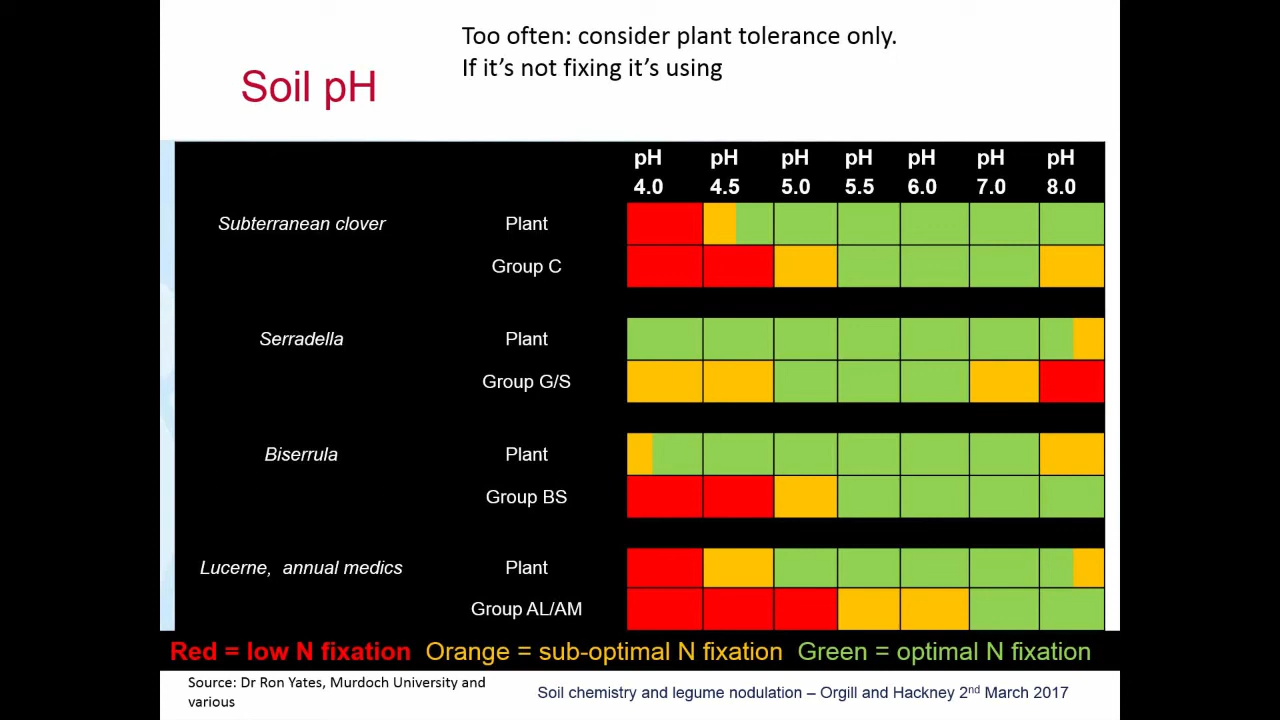 Too often: consider plant tolerance only.
If it's not fixing it's using
Soil pH
pH pH pH pH pH pH pH
4.0 4.5 5.0 5.5 6.0 7.0 8.0
Subterranean clover Plant
Group C
Serradella Plant
Group G/S
Biserrula Plant
Group BS
Lucerne, annual medics Plant
Group AL/AM
Red = low N fixation Orange = sub-optimal N fixation Green = optimal N fixation
Source: Dr Ron Yates, Murdoch University and
various
Soil chemistry and legume nodulation – Orgill and Hackney 2nd March 2017